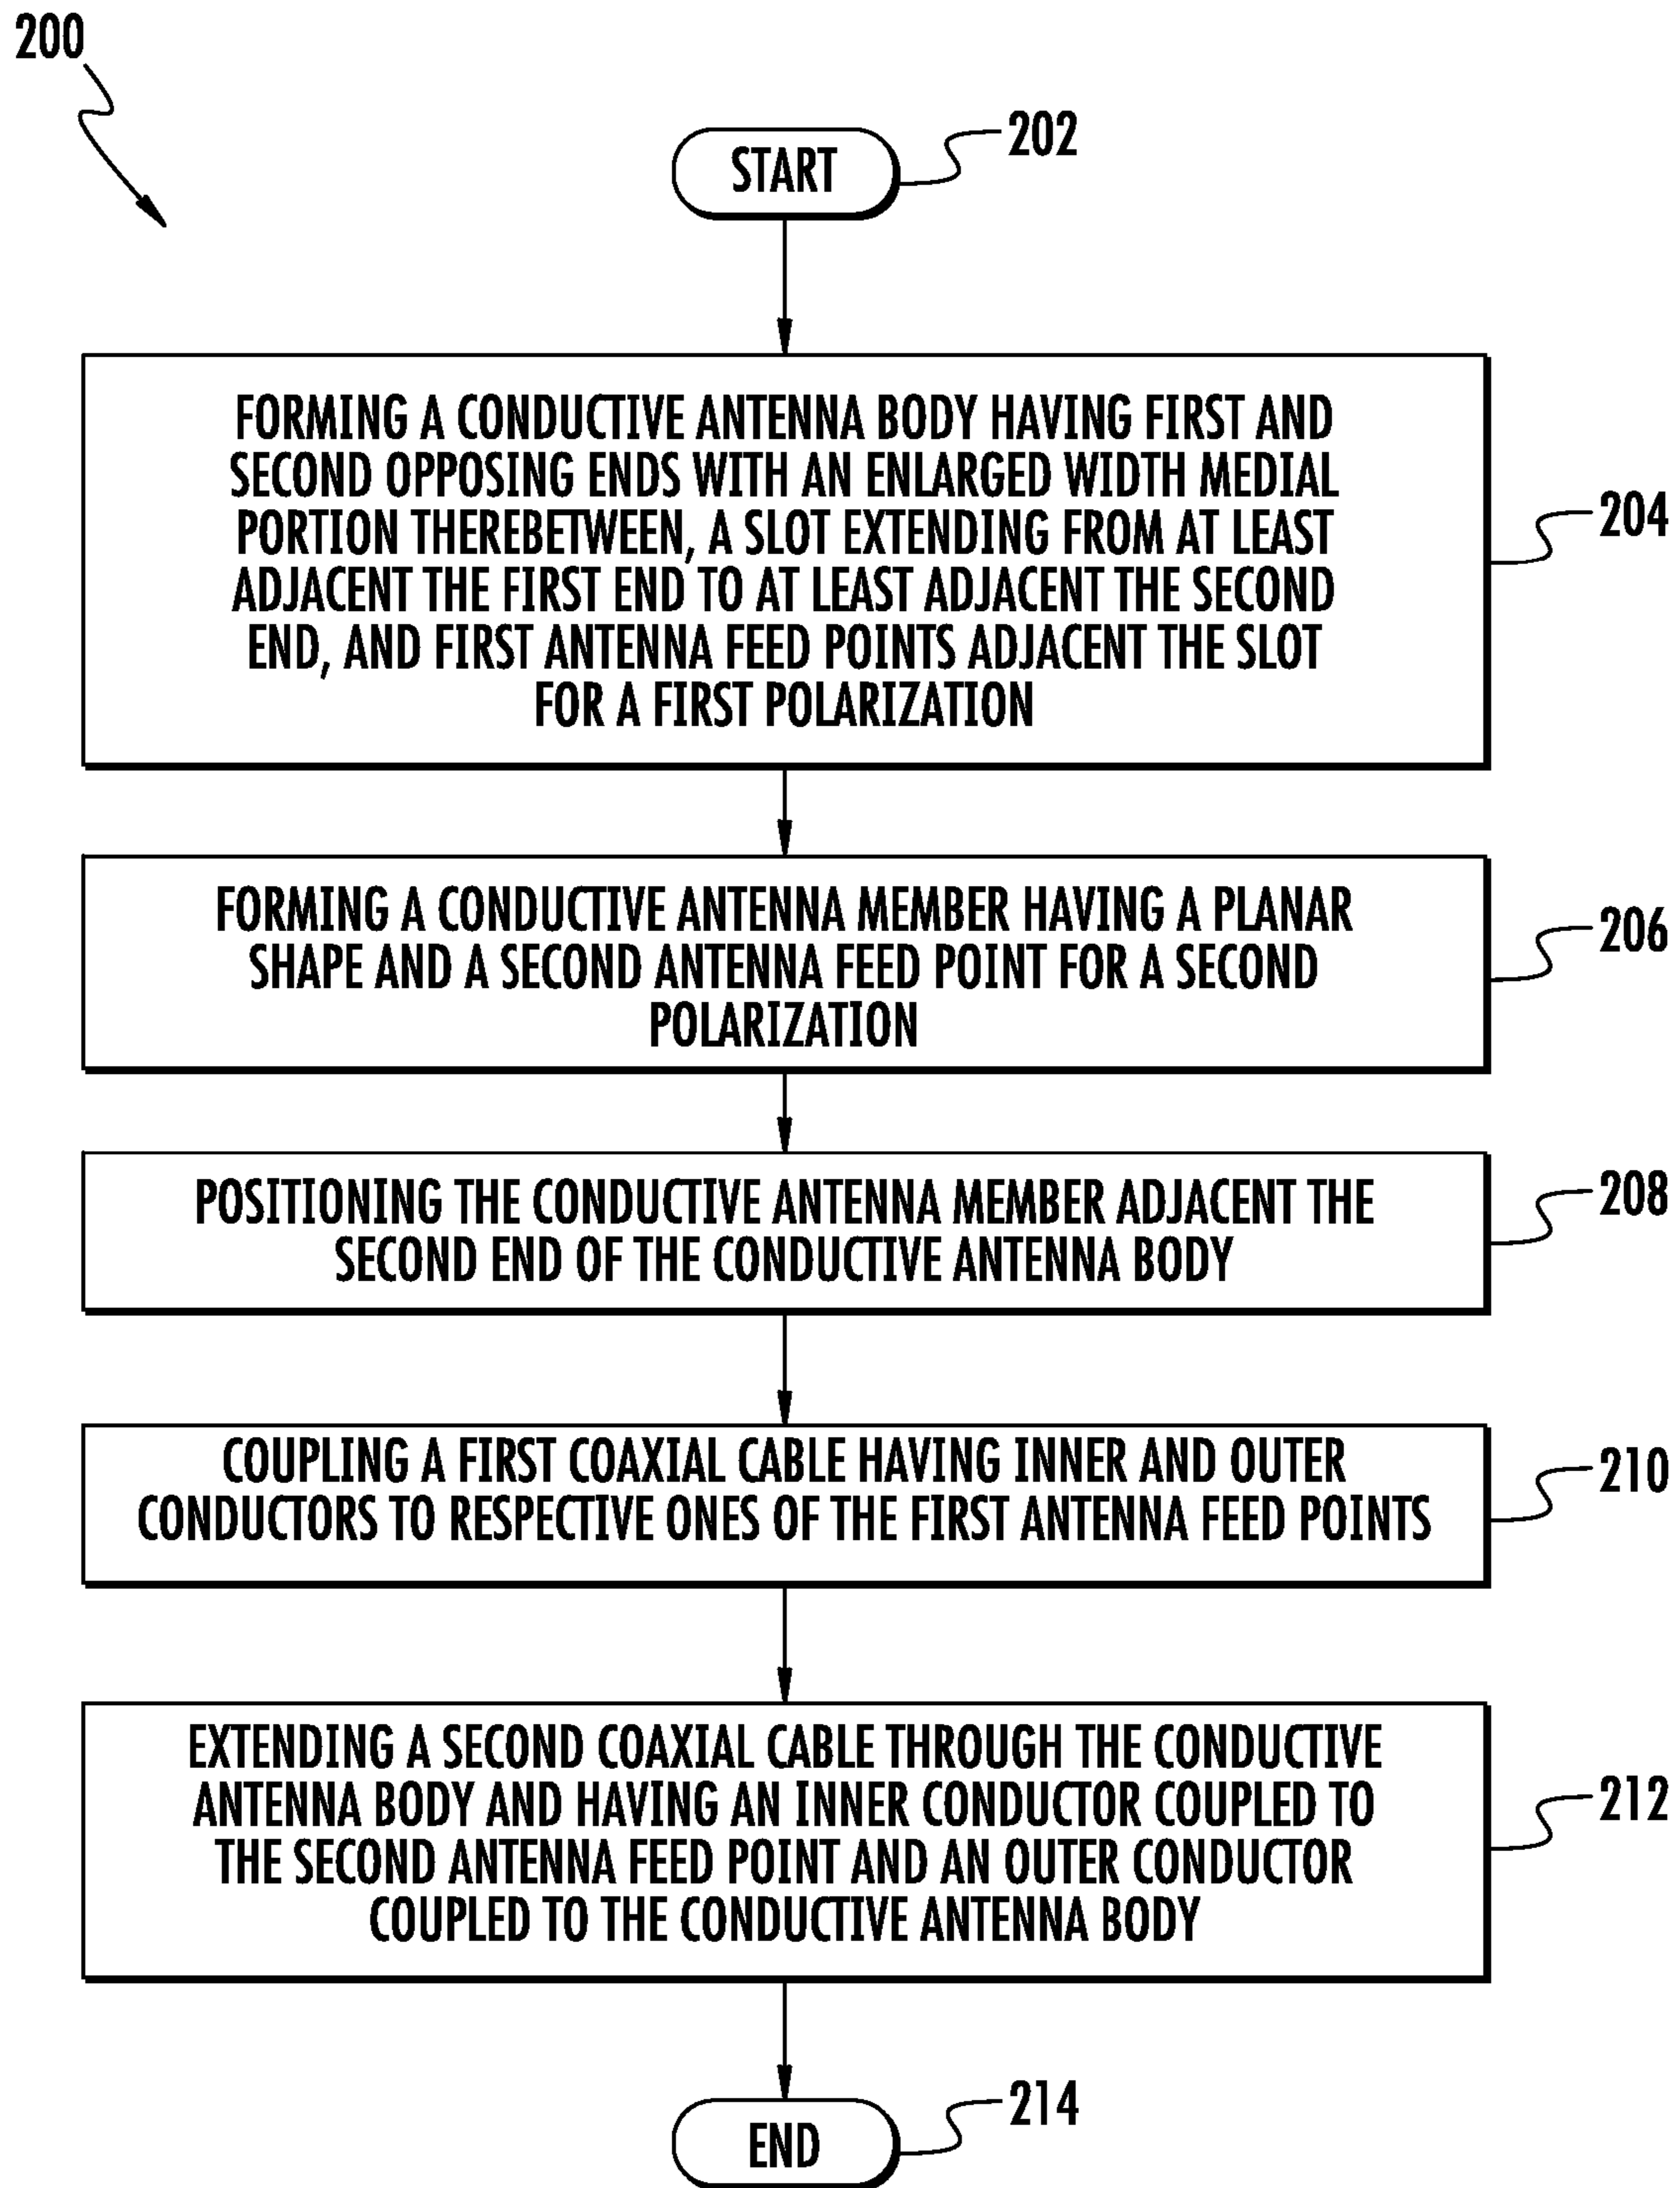 200
START
202
FORMING A CONDUCTIVE ANTENNA BODY HAVING FIRST AND
SECOND OPPOSING ENDS WITH AN ENLARGED WIDTH MEDIAL
PORTION THEREBETWEEN, A SLOT EXTENDING FROM AT LEAST
ADJACENT THE FIRST END TO AT LEAST ADJACENT THE SECOND
END, AND FIRST ANTENNA FEED POINTS ADJACENT THE SLOT
FOR A FIRST POLARIZATION
204
FORMING A CONDUCTIVE ANTENNA MEMBER HAVING A PLANAR
SHAPE AND A SECOND ANTENNA FEED POINT FOR A SECOND
POLARIZATION
206
POSITIONING THE CONDUCTIVE ANTENNA MEMBER ADJACENT THE
SECOND END OF THE CONDUCTIVE ANTENNA BODY
208
COUPLING A FIRST COAXIAL CABLE HAVING INNER AND OUTER
CONDUCTORS TO RESPECTIVE ONES OF THE FIRST ANTENNA FEED POINTS
210
EXTENDING A SECOND COAXIAL CABLE THROUGH THE CONDUCTIVE
ANTENNA BODY AND HAVING AN INNER CONDUCTOR COUPLED TO
THE SECOND ANTENNA FEED POINT AND AN OUTER CONDUCTOR
COUPLED TO THE CONDUCTIVE ANTENNA BODY
212
END
214